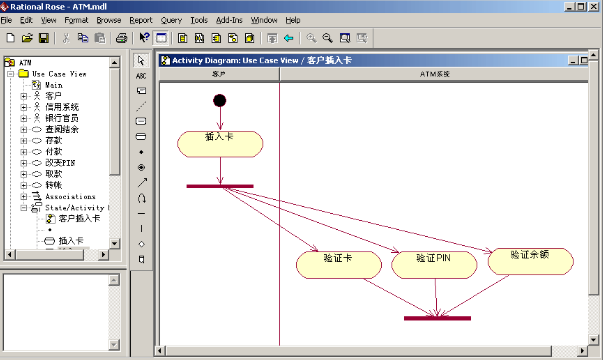 Rational Rose - ATM.mdl
File Edit View Format Browse Report Query Tools Add-Ins Window Help
ATM
Use Case View
Main
客户
信用系统
银行官员
查阅结余
存款
付款
改变PIN
取款
转帐
Associations
State/Activity
客户插入卡
插入卡
ABC
Activity Diagram: Use Case View / 客户插入卡
客户
ATM系统
插入卡
验证卡
验证PIN
验证余额